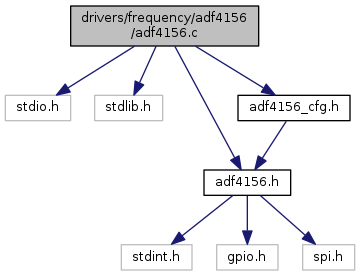 drivers/frequency/adf4156
/adf4156.c
stdio.h
stdlib.h
adf4156_cfg.h
adf4156.h
stdint.h
gpio.h
spi.h